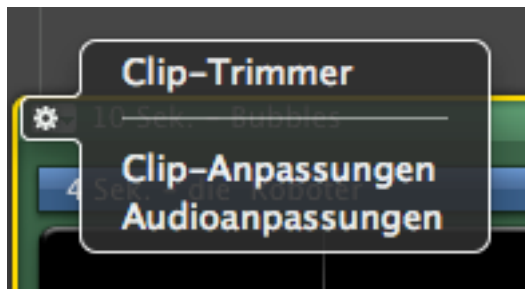 Clip-Trimmer
10 Sek. - Bubbles
Clip-Anpassungen
4 Sek. die Roboter
Audioanpassungen